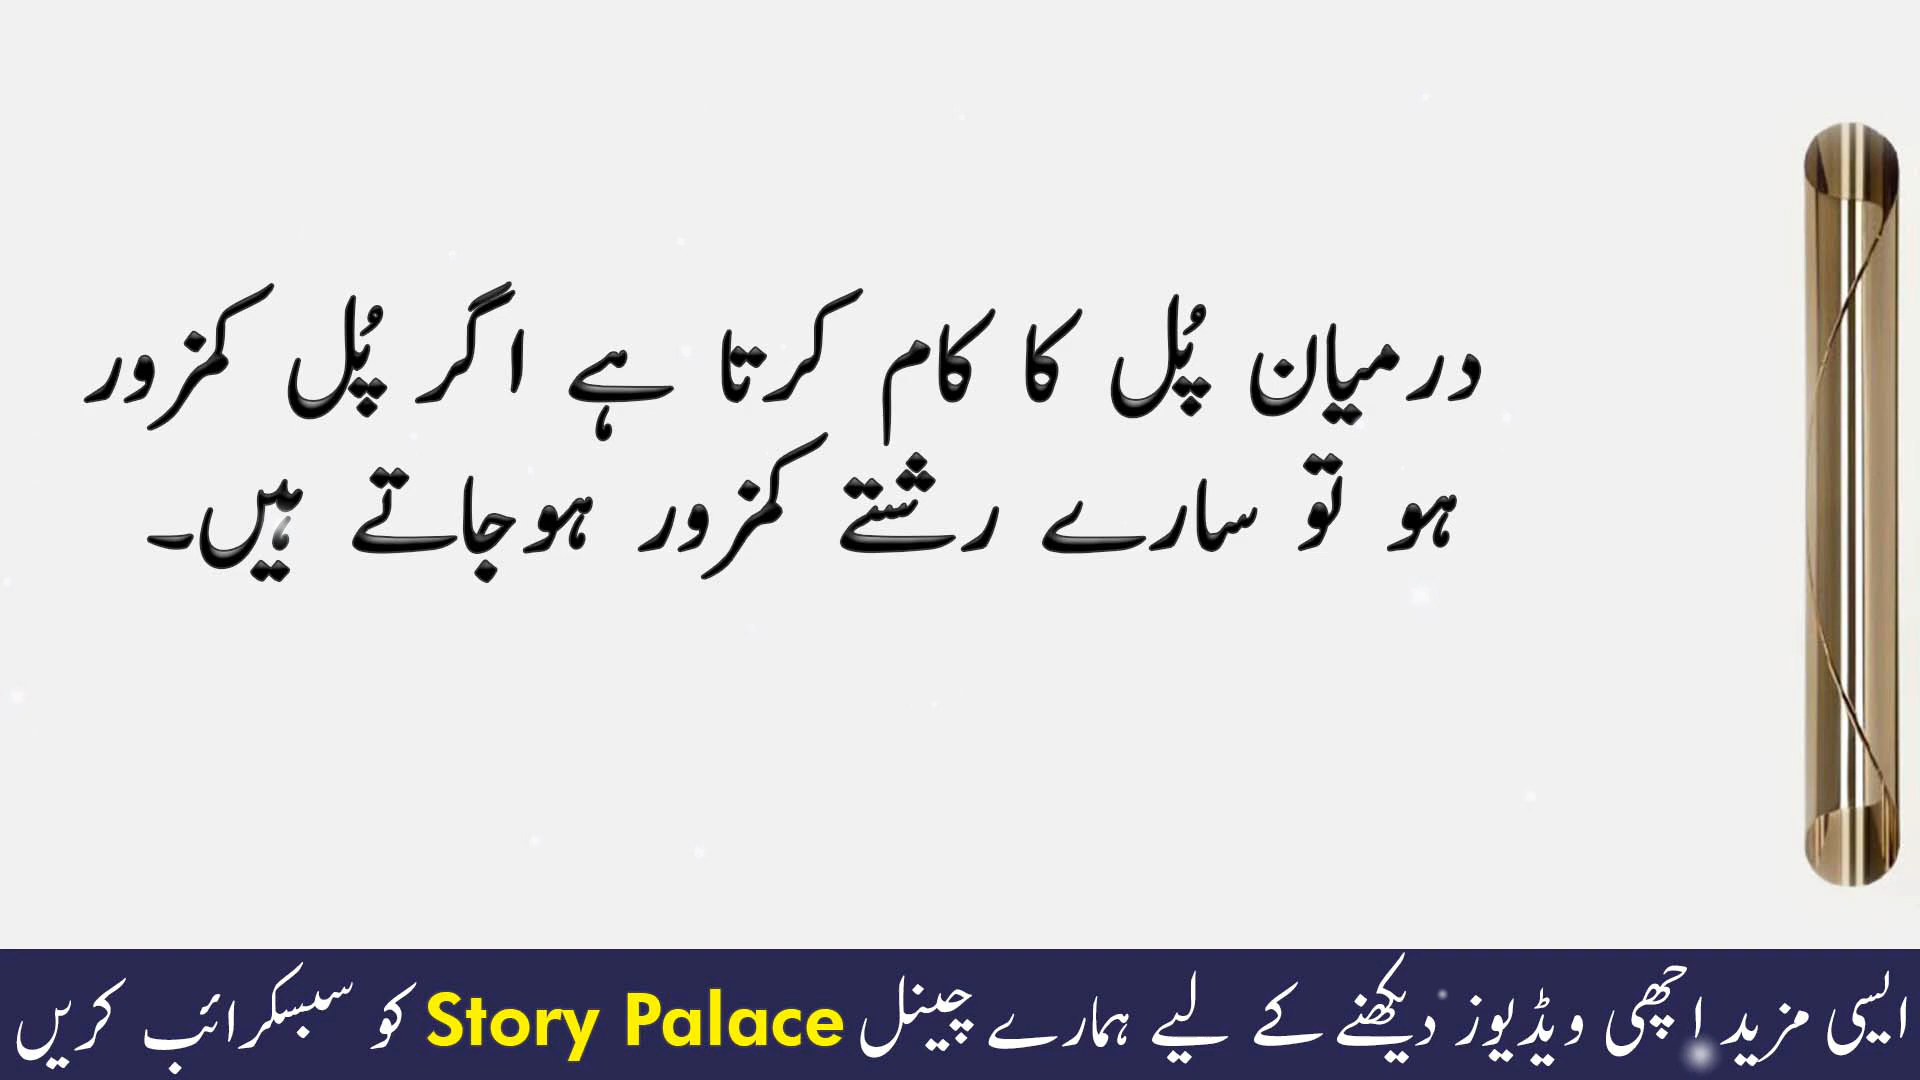 درمیان پُل کا کام کرتا ہے اگر پُل کمزور
ہو تو سارے رشتے کمزور ہوجاتے ہیں۔
ایسی مزید اچھی ویڈیوز دیکھنے کے لیے ہمارے چینل Story Palace کو سبسکرائب کریں